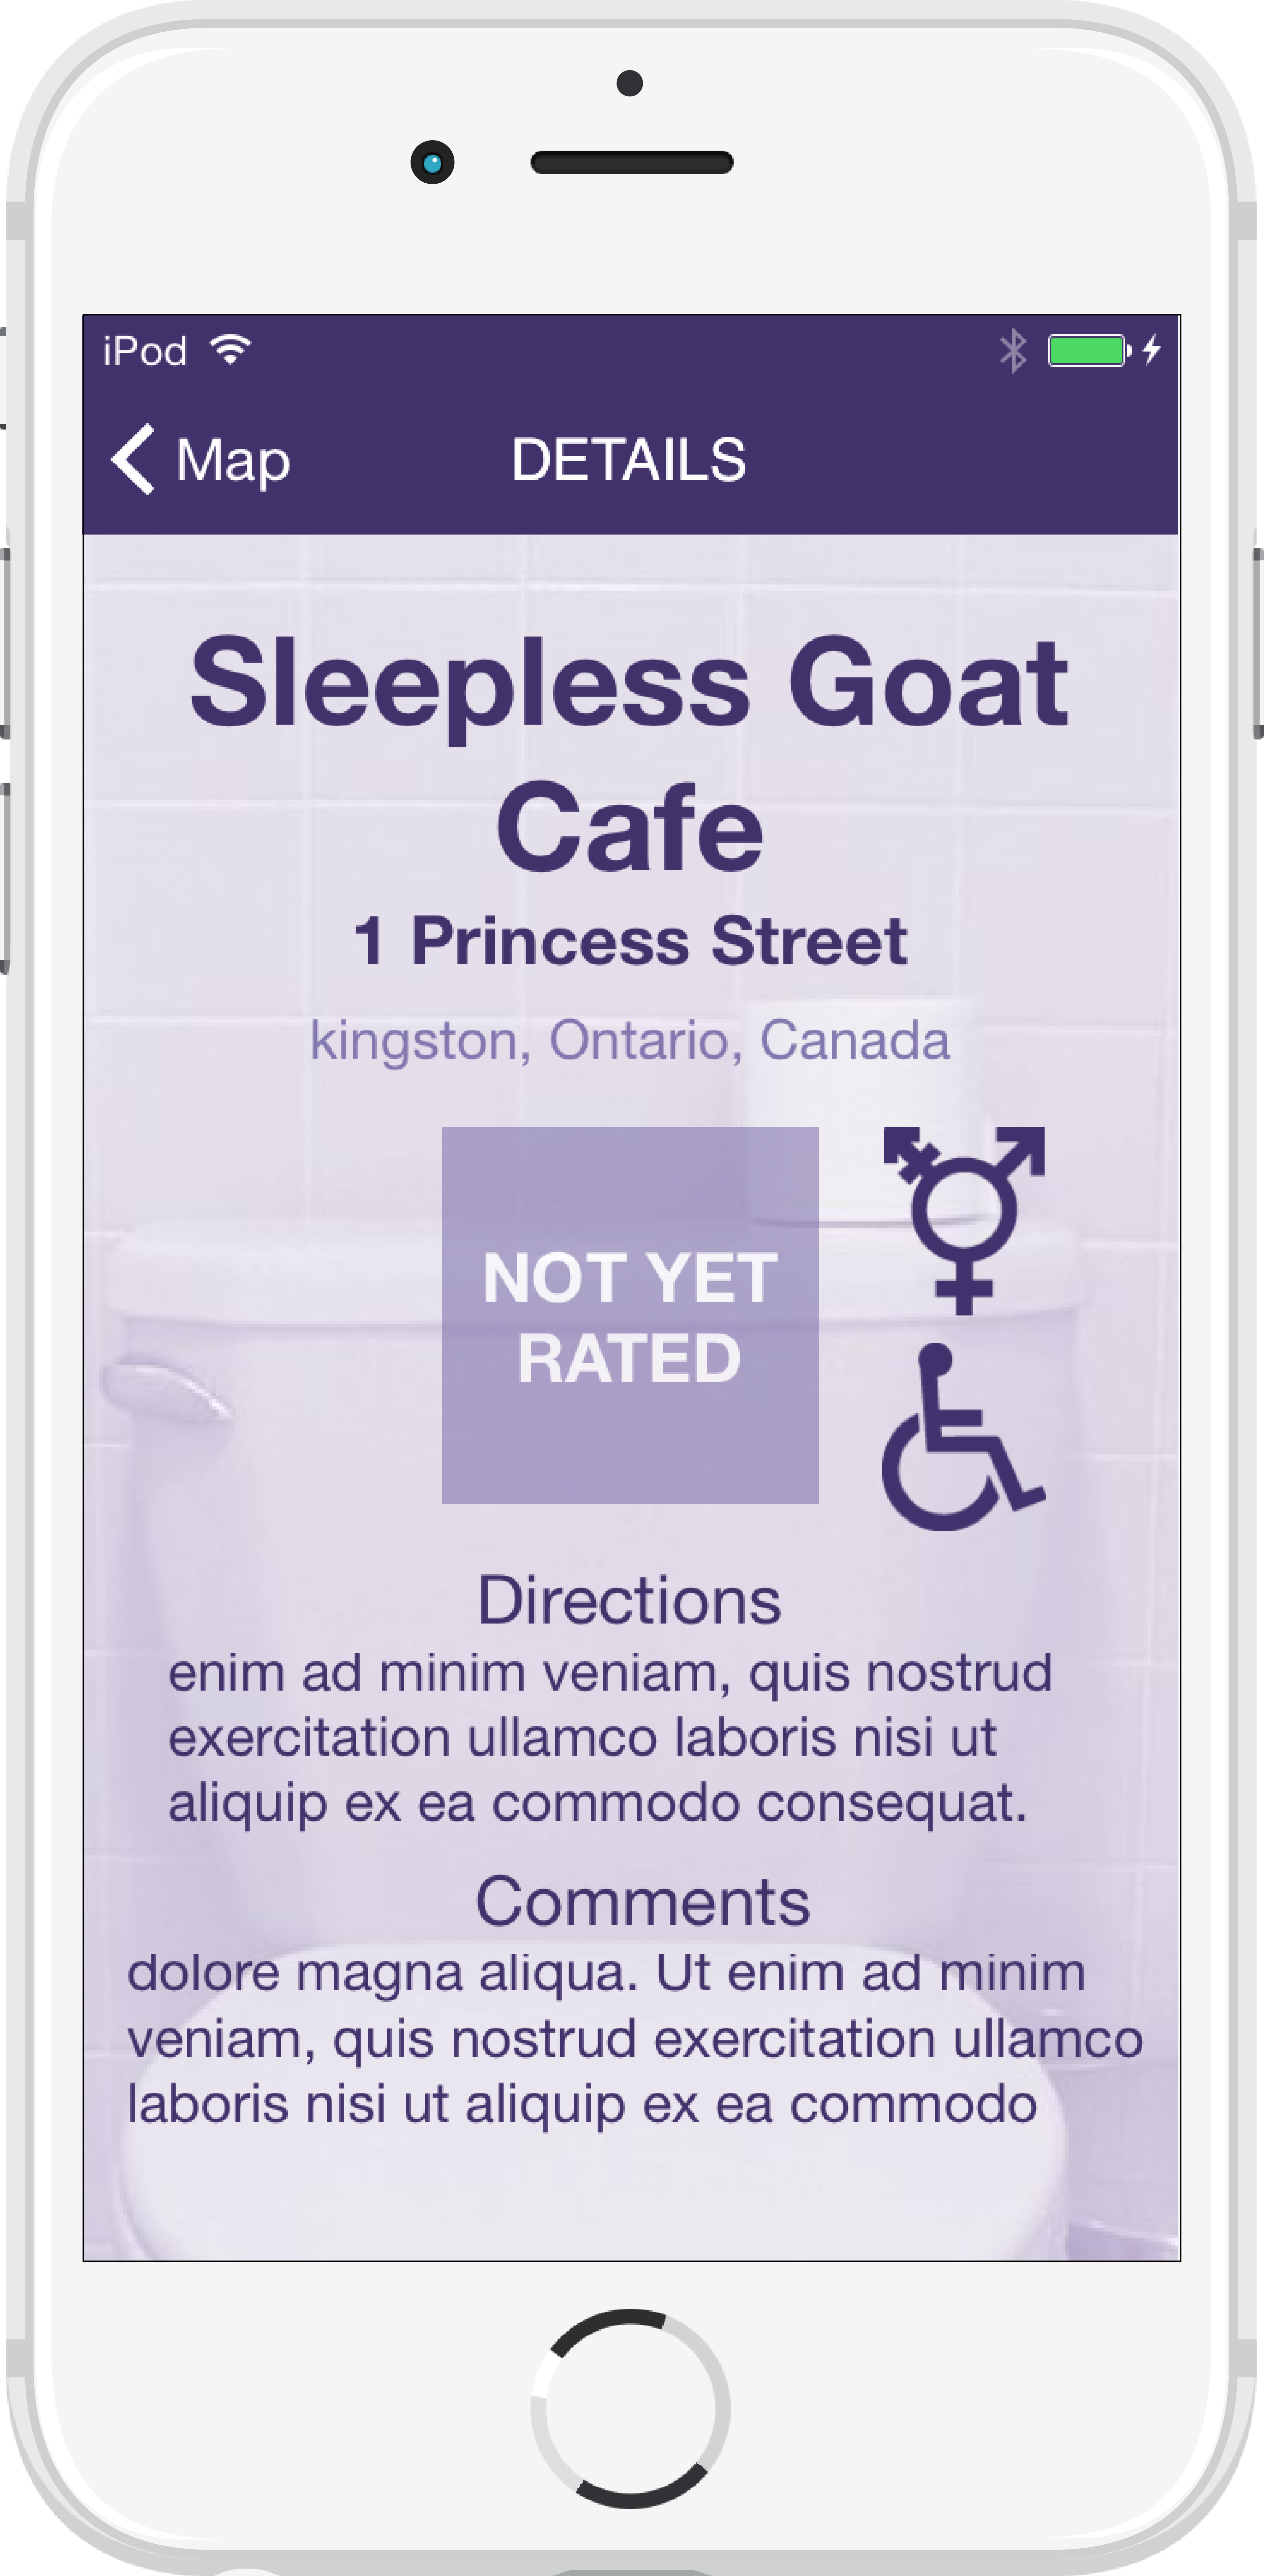 iPod
Map
DETAILS
Sleepless Goat
Cafe
1 Princess Street
kingston, Ontario, Canada
NOT YET
RATED
Directions
enim ad minim veniam, quis nostrud
exercitation ullamco laboris nisi ut
aliquip ex ea commodo consequat.
Comments
dolore magna aliqua. Ut enim ad minim
veniam, quis nostrud exercitation ullamco
laboris nisi ut aliquip ex ea commodo